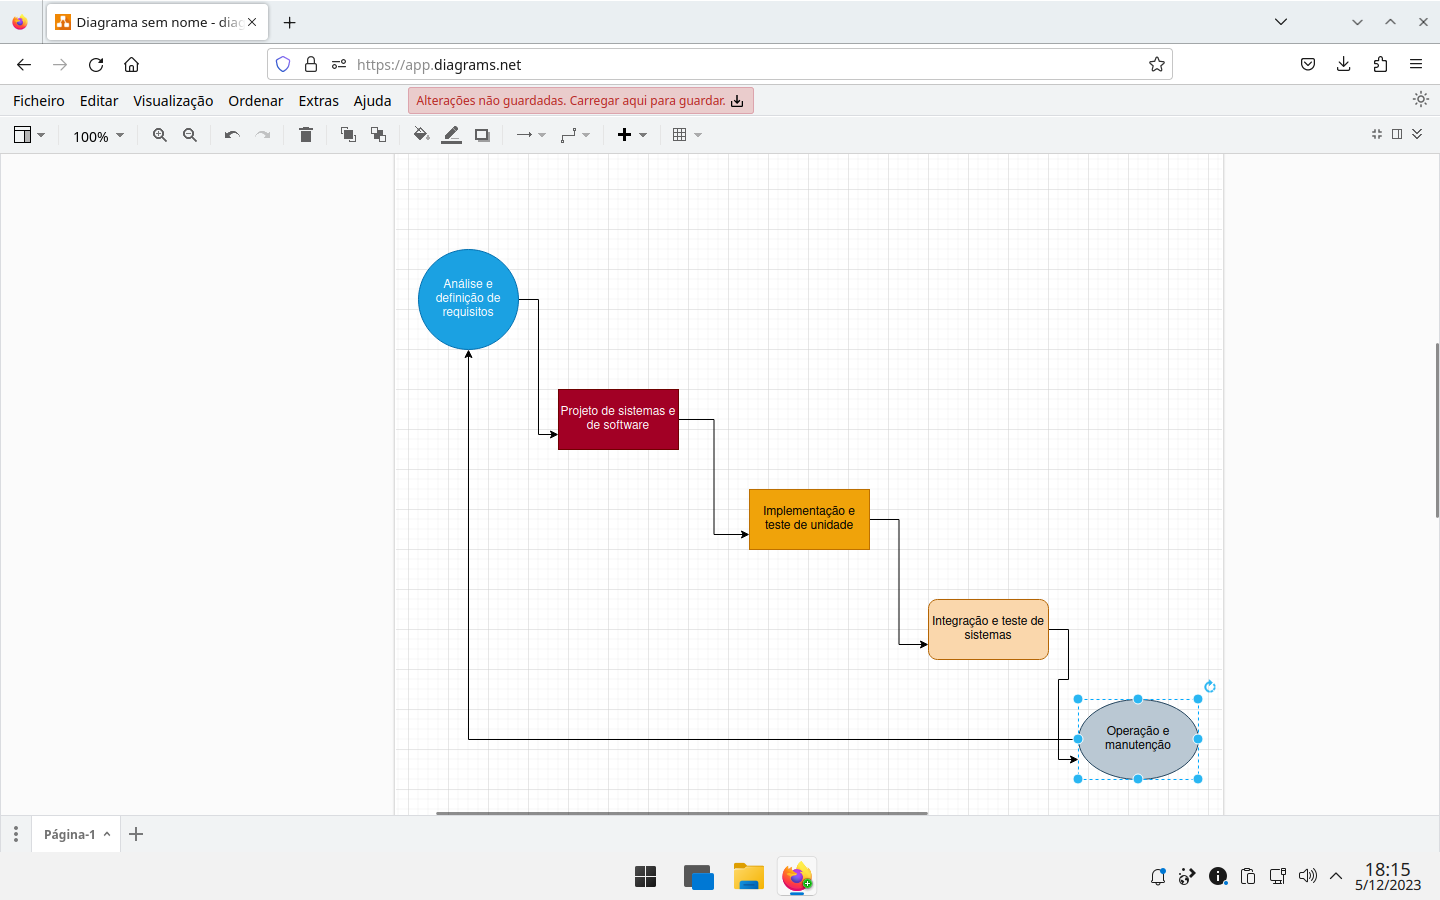 Diagrama sem nome - diag
https://app.diagrams.net
Ficheiro Editar Visualização Ordenar Extras Ajuda Alterações não guardadas. Carregar aqui para guardar.
100%
Análise e
definição de
requisitos
Projeto de sistemas e
de software
Implementação e
teste de unidade
Integração e teste de
sistemas
Operação e
manutenção
Página-1
18:15
5/12/2023